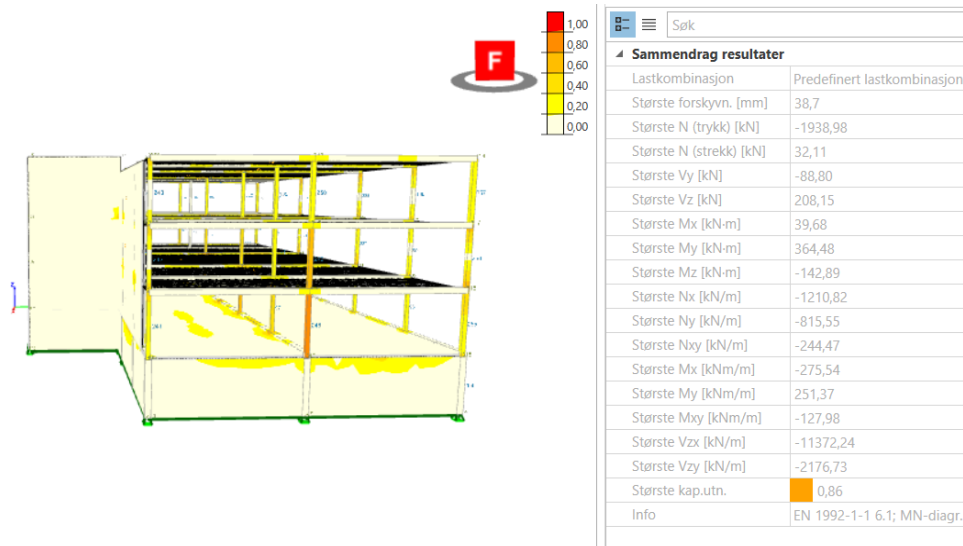 F
1,00
0,80
0,60
0,40
0,20
0,00
Søk
Sammendrag resultater
Lastkombinasjon Predefinert lastkombinasjon
Største forskyvn. [mm] 38,7
Største N (trykk) [kN] -1938,98
Største N (strekk) [kN] 32,11
Største Vy [kN] -88,80
Største Vz [kN] 208,15
Største Mx [kN·m] 39,68
Største My [kN·m] 364,48
Største Mz [kN·m] -142,89
Største Nx [kN/m] -1210,82
Største Ny [kN/m] -815,55
Største Nxy [kN/m] -244,47
Største Mx [kNm/m] -275,54
Største My [kNm/m] 251,37
Største Mxy [kNm/m] -127,98
Største Vzx [kN/m] -11372,24
Største Vzy [kN/m] -2176,73
Største kap.utn. 0,86
Info EN 1992-1-1 6.1; MN-diagr.